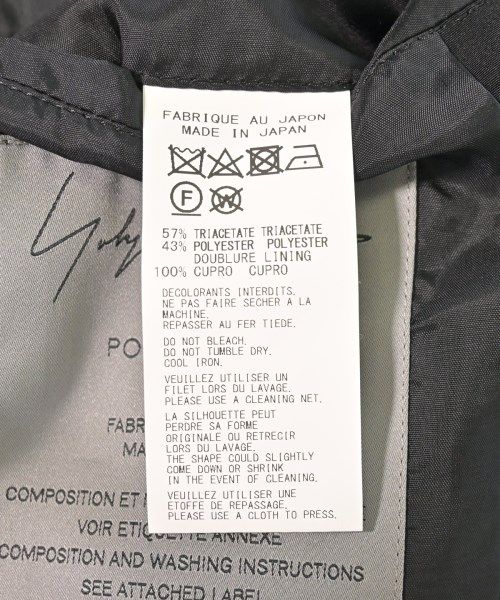 FABRIQUE AU JAPON
MADE IN JAPAN
F W
57% TRIACETATE TRIACETATE
43% POLYESTER POLYESTER
DOUBLURE LINING
100% CUPRO CUPRO
DECOLORANTS INTERDITS.
NE PAS FAIRE SECHER A LA
MACHINE.
REPASSER AU FER TIEDE.
DO NOT BLEACH.
DO NOT TUMBLE DRY.
COOL IRON.
VEUILLEZ UTILISER UN
FILET LORS DU LAVAGE.
PLEASE USE A CLEANING NET.
LA SILHOUETTE PEUT
PERDRE SA FORME
ORIGINALE OU RETRECIR
LORS DU LAVAGE.
THE SHAPE COULD SLIGHTLY
COME DOWN OR SHRINK
IN THE EVENT OF CLEANING.
VEUILLEZ UTILISER UNE
ETOFFE DE REPASSAGE.
PLEASE USE A CLOTH TO PRESS.
PO
FABR
MA
COMPOSITION ET
VOIR ETIQUETTE ANNEXE
COMPOSITION AND WASHING INSTRUCTIONS
SEE ATTACHED LABEL